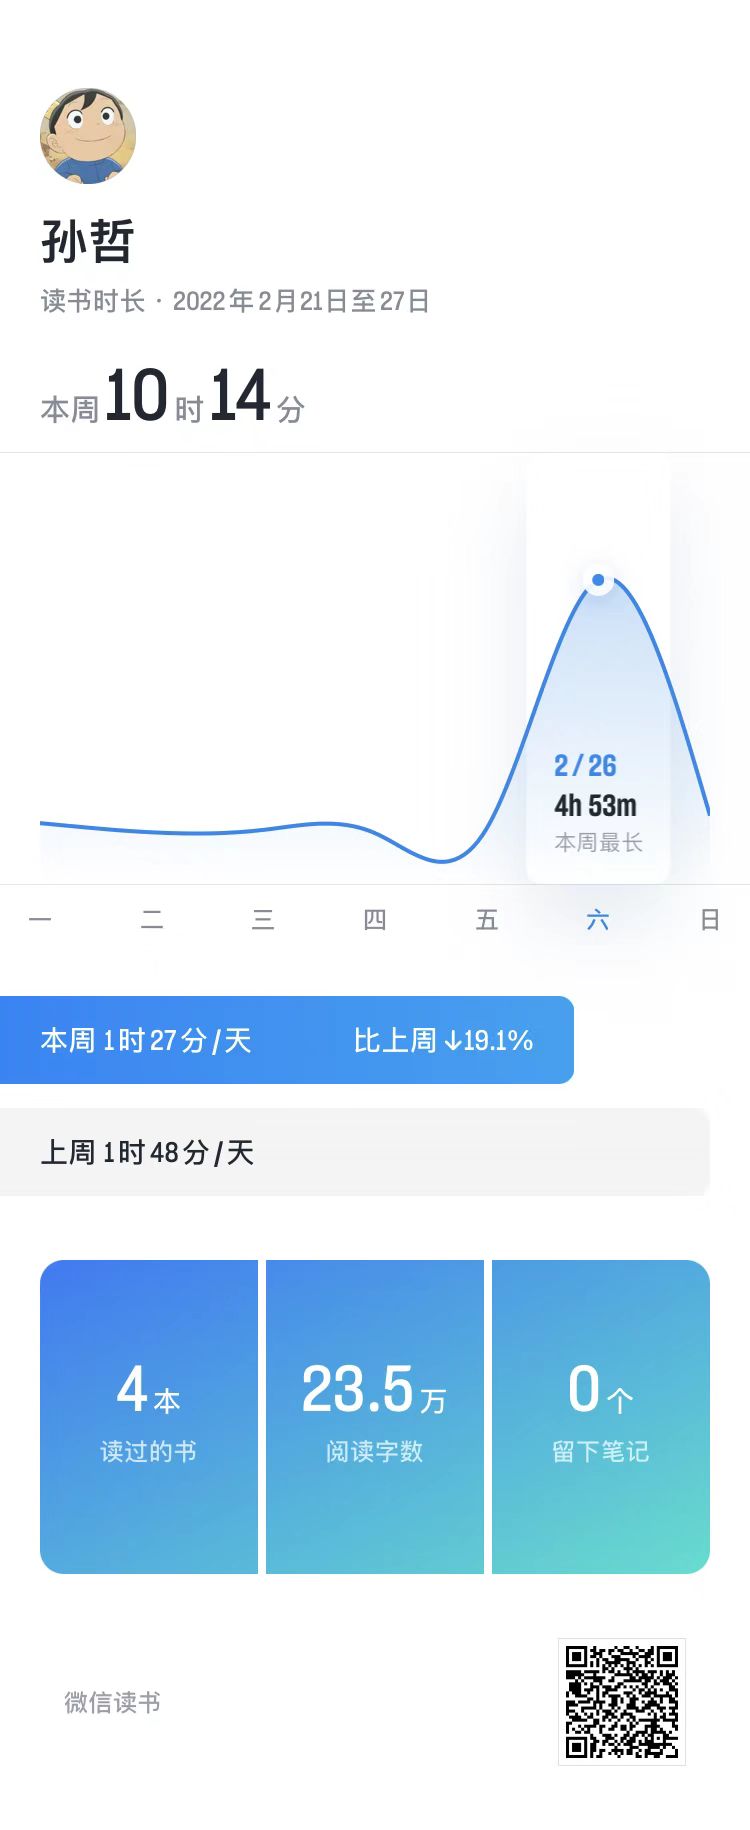 孙哲
读书时长 · 2022年2月21日至27日
本周10时14分
2/26
4h 53m
本周最长
一 二 三 四 五 六 日
本周 1时27分/天 比上周 ↓19.1%
上周 1时48分/天
4本 23.5万 0个
读过的书 阅读字数 留下笔记
微信读书